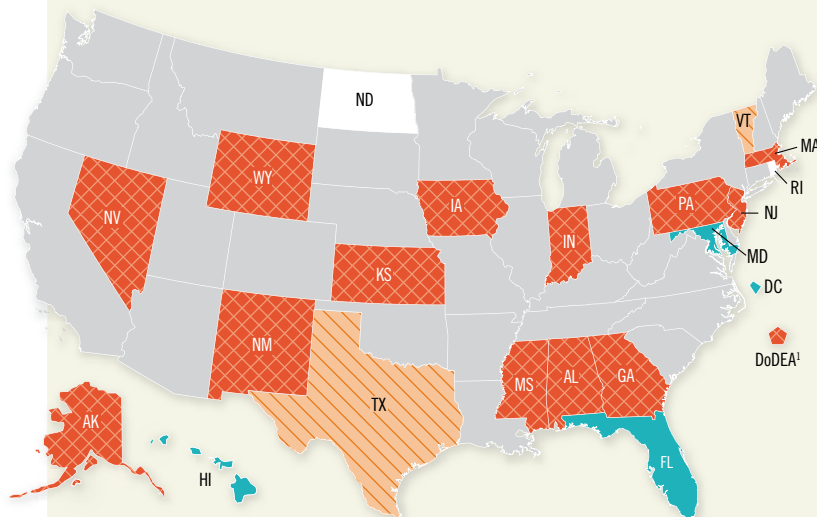 ND
VT
MA
WY
RI
NV
IA
PA
NJ
IN
MD
KS
DC
NM
DoDEA¹
MS
AL
GA
TX
AK
FL
HI